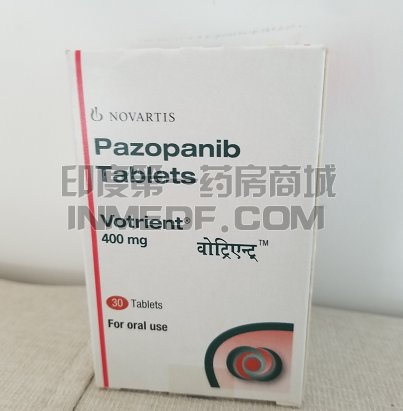 NOVARTIS
Pazopanib
Tablets
印度第一药房商城
INMEDF.COM
Votrient®
400 mg
वोट्रिएन्ट्™
30 Tablets
For oral use